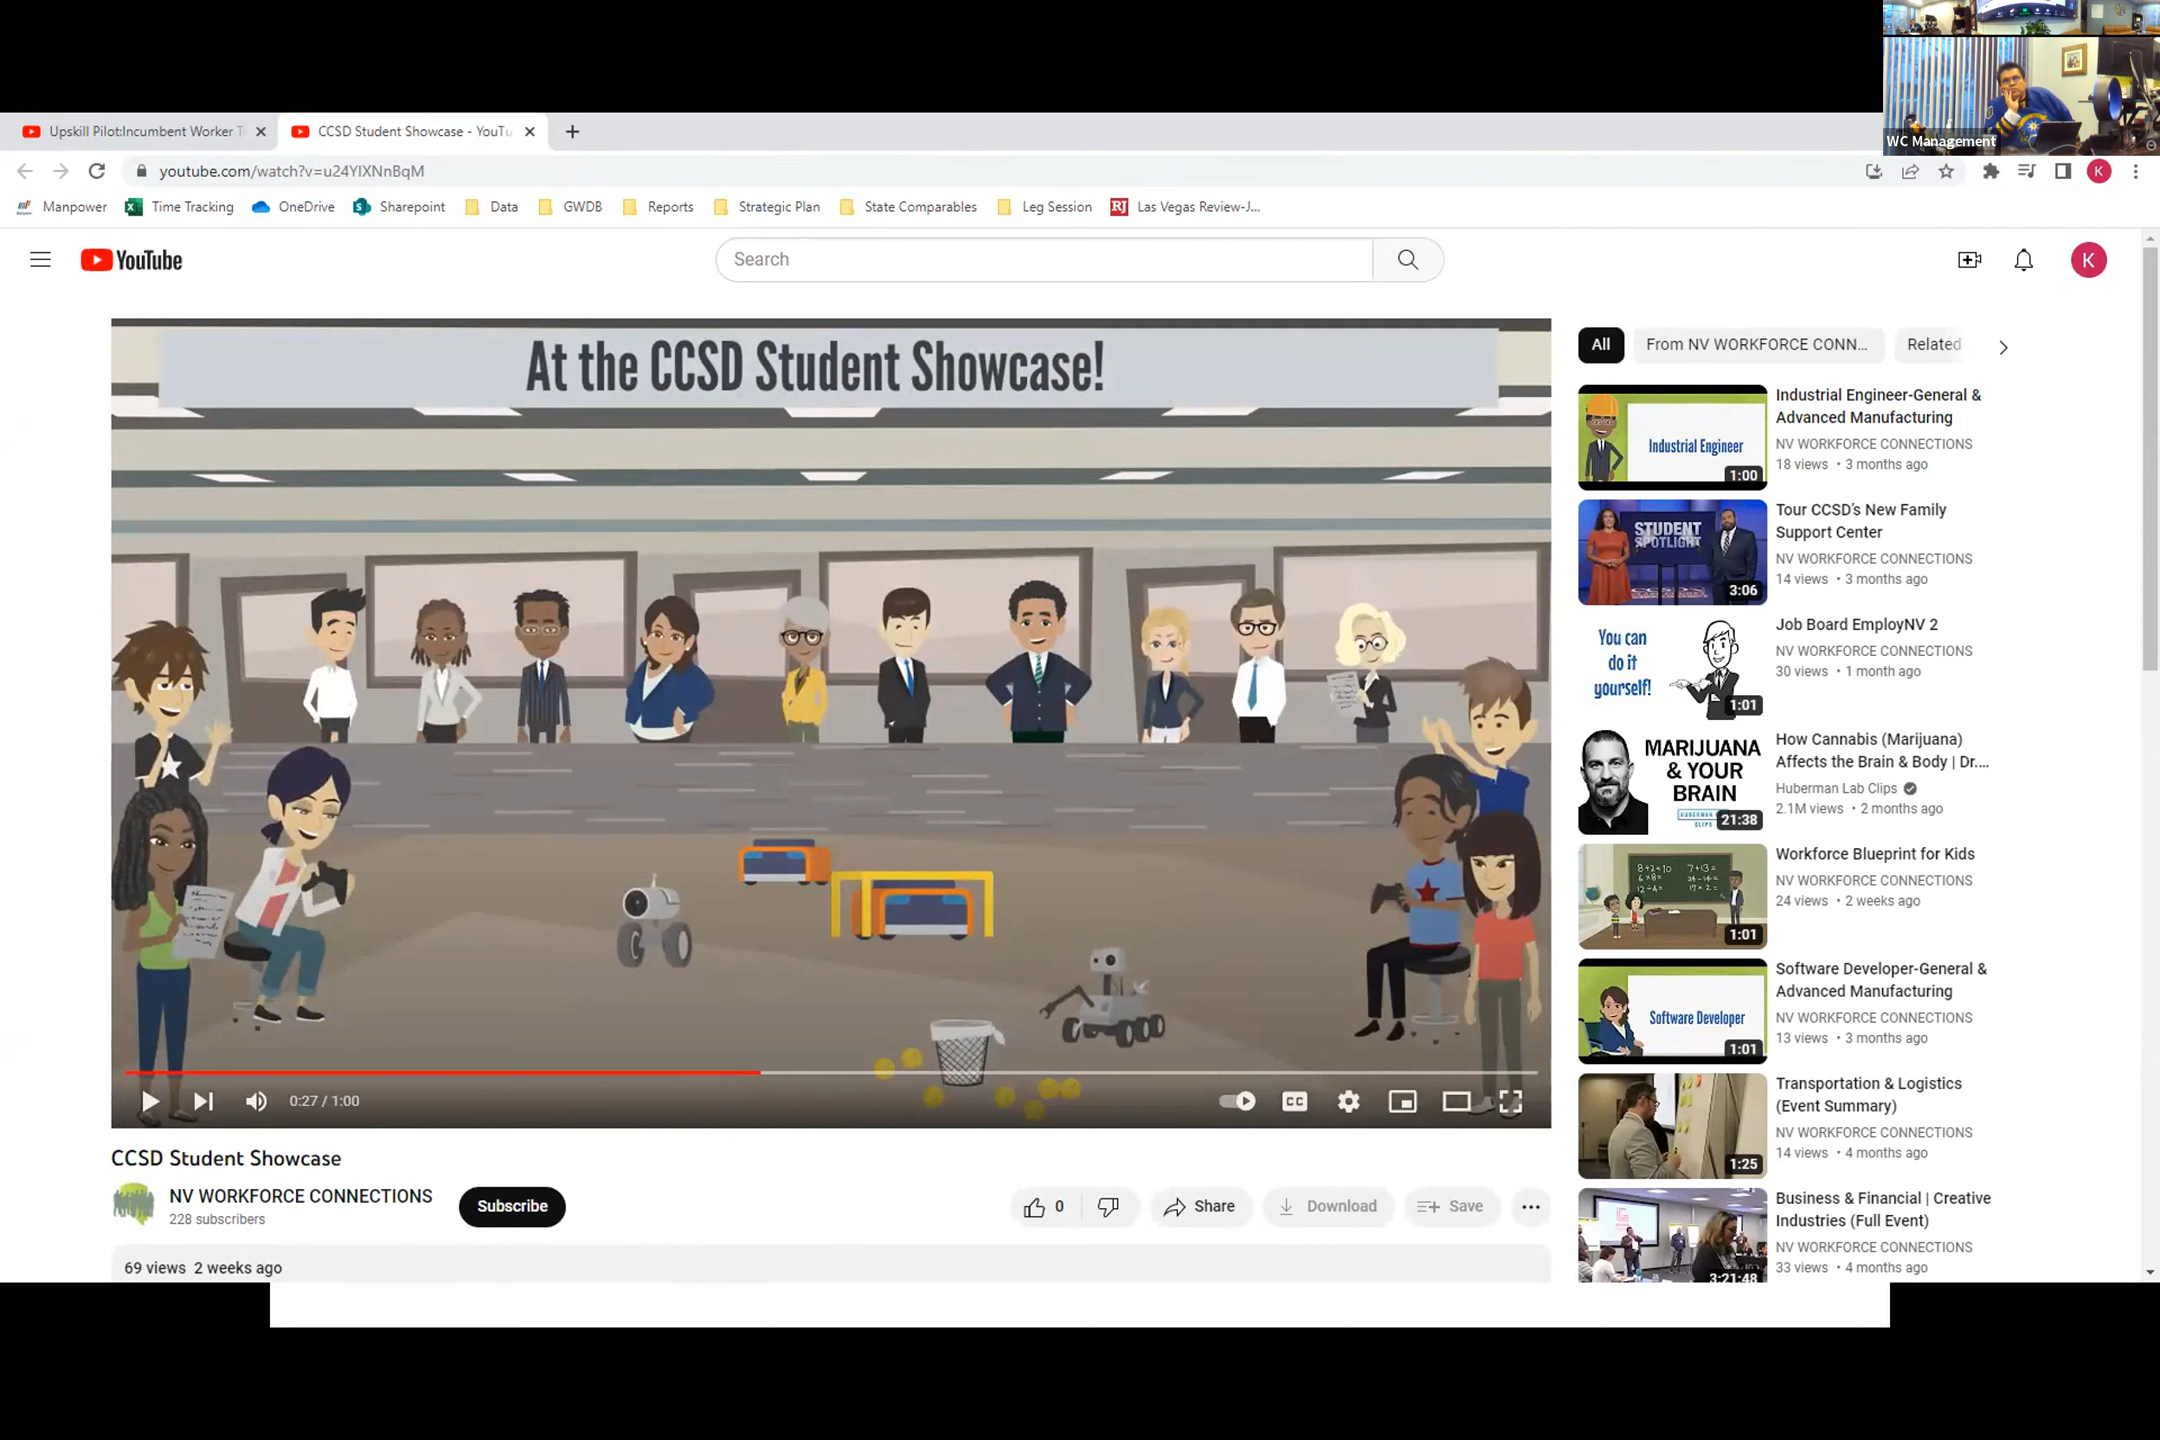 Upskill Pilot:Incumbent Worker T
CCSD Student Showcase - YouTu
WC Management
youtube.com/watch?v=u24YIXNnBqM
K
Manpower
Time Tracking
OneDrive
Sharepoint
Data
GWDB
Reports
Strategic Plan
State Comparables
Leg Session
RJ
Las Vegas Review-J...
YouTube
Search
K
At the CCSD Student Showcase!
0:27 / 1:00
CC
CCSD Student Showcase
NV WORKFORCE CONNECTIONS
228 subscribers
Subscribe
0
Share
Download
Save
69 views 2 weeks ago
All
From NV WORKFORCE CONN...
Related
Industrial Engineer
1:00
Industrial Engineer-General &
Advanced Manufacturing
NV WORKFORCE CONNECTIONS
18 views • 3 months ago
STUDENT
SPOTLIGHT
3:06
Tour CCSD's New Family
Support Center
NV WORKFORCE CONNECTIONS
14 views • 3 months ago
You can
do it
yourself!
1:01
Job Board EmployNV 2
NV WORKFORCE CONNECTIONS
30 views • 1 month ago
MARIJUANA
& YOUR
BRAIN
21:38
How Cannabis (Marijuana)
Affects the Brain & Body | Dr....
Huberman Lab Clips
2.1M views • 2 months ago
1:01
Workforce Blueprint for Kids
NV WORKFORCE CONNECTIONS
24 views • 2 weeks ago
Software Developer
1:01
Software Developer-General &
Advanced Manufacturing
NV WORKFORCE CONNECTIONS
13 views • 3 months ago
1:25
Transportation & Logistics
(Event Summary)
NV WORKFORCE CONNECTIONS
14 views • 4 months ago
3:21:48
Business & Financial | Creative
Industries (Full Event)
NV WORKFORCE CONNECTIONS
33 views • 4 months ago